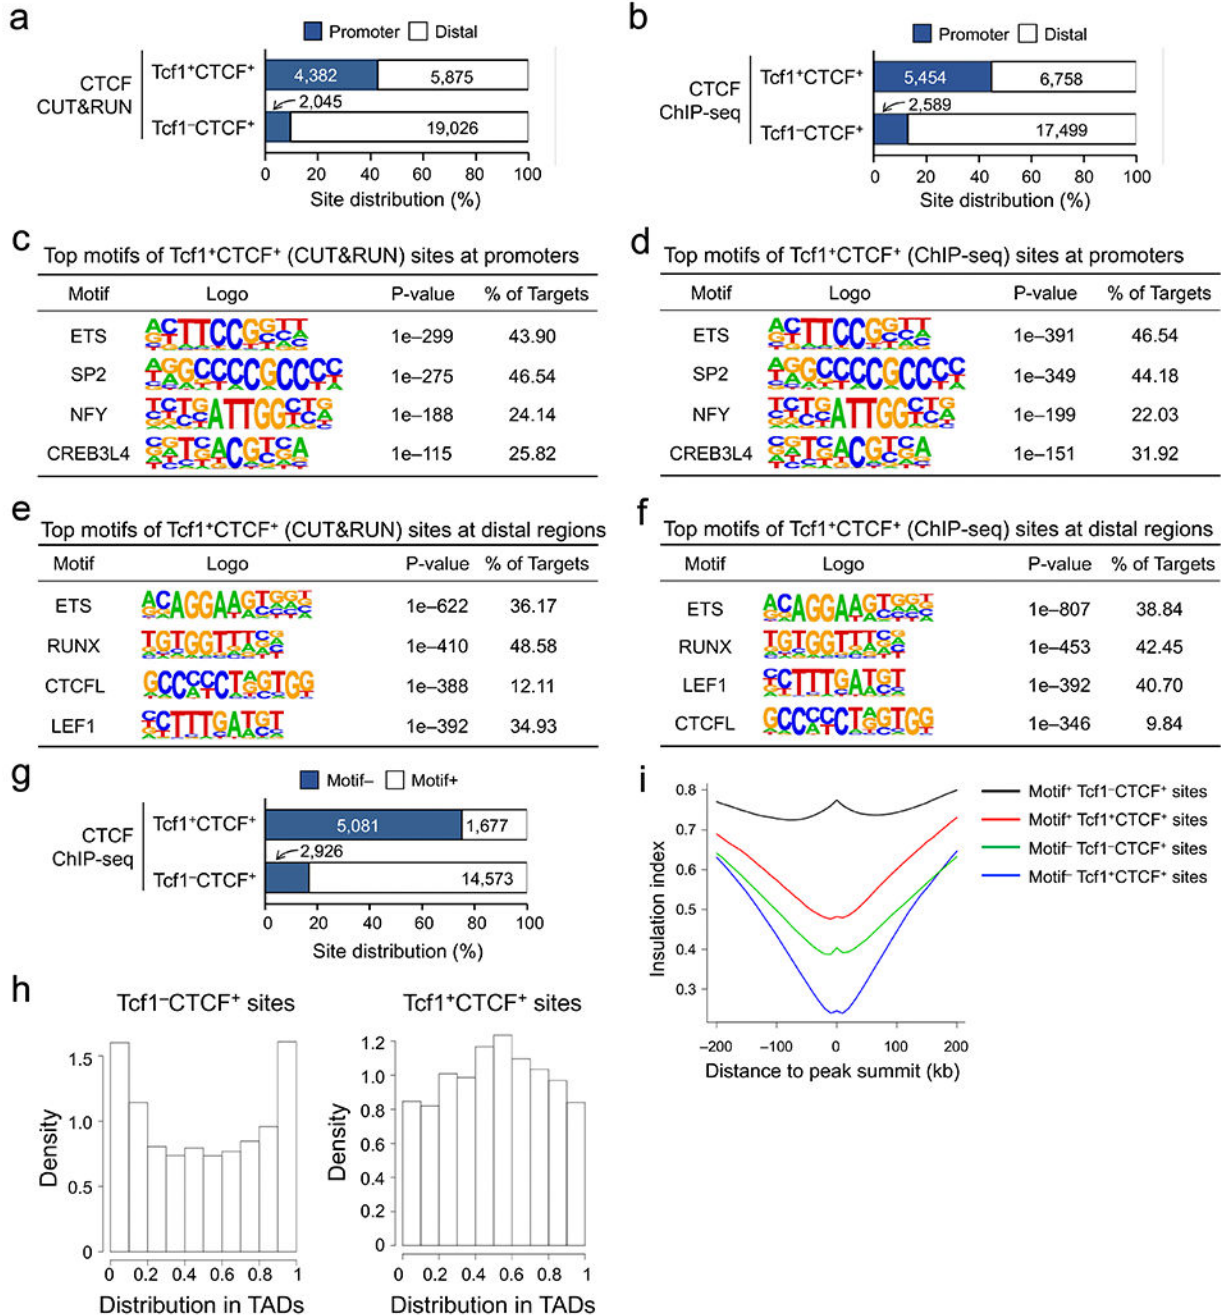 a
Promoter Distal
CTCF
CUT&RUN
Tcf1⁺CTCF⁺
4,382 5,875
2,045
Tcf1⁻CTCF⁺
19,026
0 20 40 60 80 100
Site distribution (%)
b
Promoter Distal
CTCF
ChIP-seq
Tcf1⁺CTCF⁺
5,454 6,758
2,589
Tcf1⁻CTCF⁺
17,499
0 20 40 60 80 100
Site distribution (%)
c
Top motifs of Tcf1⁺CTCF⁺ (CUT&RUN) sites at promoters
Motif Logo P-value % of Targets
ETS 1e–299 43.90
SP2 1e–275 46.54
NFY 1e–188 24.14
CREB3L4 1e–115 25.82
d
Top motifs of Tcf1⁺CTCF⁺ (ChIP-seq) sites at promoters
Motif Logo P-value % of Targets
ETS 1e–391 46.54
SP2 1e–349 44.18
NFY 1e–199 22.03
CREB3L4 1e–151 31.92
e
Top motifs of Tcf1⁺CTCF⁺ (CUT&RUN) sites at distal regions
Motif Logo P-value % of Targets
ETS 1e–622 36.17
RUNX 1e–410 48.58
CTCFL 1e–388 12.11
LEF1 1e–392 34.93
f
Top motifs of Tcf1⁺CTCF⁺ (ChIP-seq) sites at distal regions
Motif Logo P-value % of Targets
ETS 1e–807 38.84
RUNX 1e–453 42.45
LEF1 1e–392 40.70
CTCFL 1e–346 9.84
g
Motif– Motif+
CTCF
ChIP-seq
Tcf1⁺CTCF⁺
5,081 1,677
2,926
Tcf1⁻CTCF⁺
14,573
0 20 40 60 80 100
Site distribution (%)
h
Tcf1⁻CTCF⁺ sites
Density
1.5
1.0
0.5
0
0 0.2 0.4 0.6 0.8 1
Distribution in TADs
Tcf1⁺CTCF⁺ sites
Density
1.2
1.0
0.8
0.6
0.4
0.2
0
0 0.2 0.4 0.6 0.8 1
Distribution in TADs
i
Insulation index
0.8
0.7
0.6
0.5
0.4
0.3
–200 –100 0 100 200
Distance to peak summit (kb)
Motif⁺ Tcf1⁻CTCF⁺ sites
Motif⁺ Tcf1⁺CTCF⁺ sites
Motif⁻ Tcf1⁻CTCF⁺ sites
Motif⁻ Tcf1⁺CTCF⁺ sites